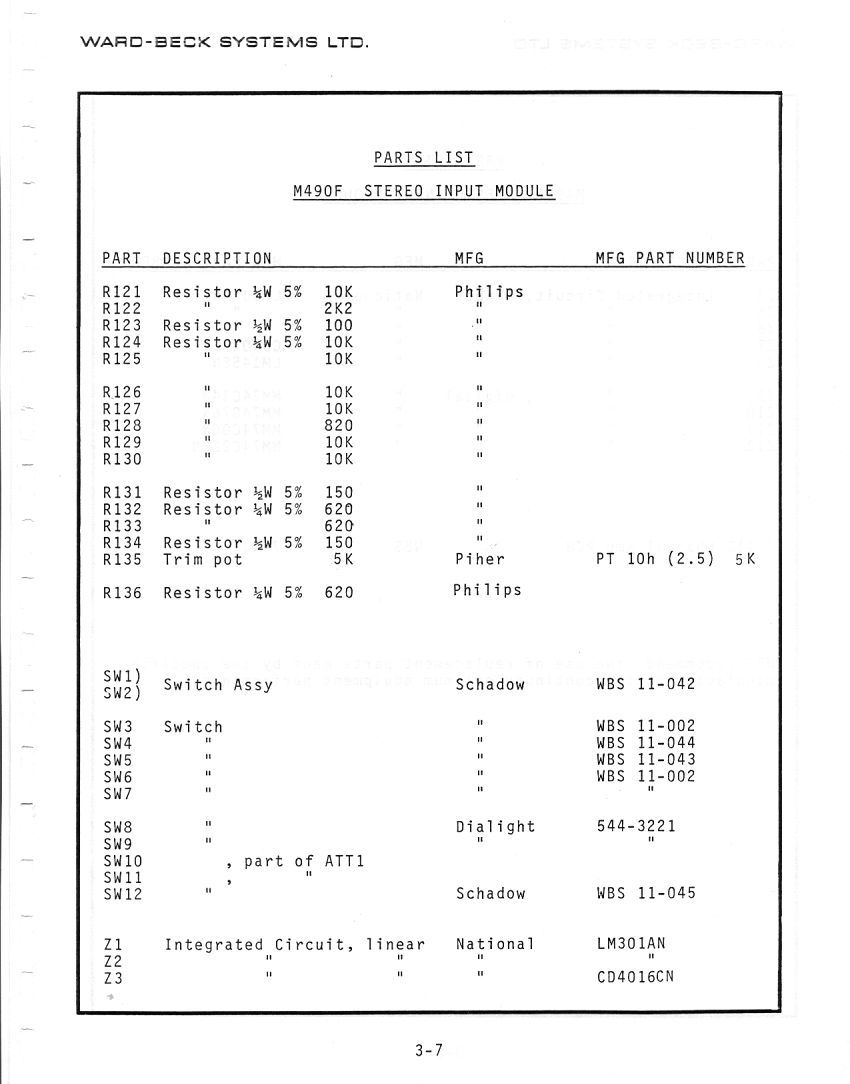 WARD-BECK SYSTEMS LTD.
PARTS LIST
M490F STEREO INPUT MODULE
PART DESCRIPTION MFG MFG PART NUMBER
R121 Resistor ¼W 5% 10K Philips
R122 " 2K2 "
R123 Resistor ½W 5% 100 "
R124 Resistor ¼W 5% 10K "
R125 " 10K "
R126 " 10K "
R127 " 10K "
R128 " 820 "
R129 " 10K "
R130 " 10K "
R131 Resistor ½W 5% 150 "
R132 Resistor ¼W 5% 620 "
R133 " 620 "
R134 Resistor ½W 5% 150 "
R135 Trim pot 5K Piher PT 10h (2.5) 5K
R136 Resistor ¼W 5% 620 Philips
SW1)
SW2) Switch Assy Schadow WBS 11-042
SW3 Switch " WBS 11-002
SW4 " " WBS 11-044
SW5 " " WBS 11-043
SW6 " " WBS 11-002
SW7 " " "
SW8 " Dialight 544-3221
SW9 " " "
SW10 , part of ATT1
SW11 , "
SW12 " Schadow WBS 11-045
Z1 Integrated Circuit, linear National LM301AN
Z2 " " " "
Z3 " " " CD4016CN
3-7